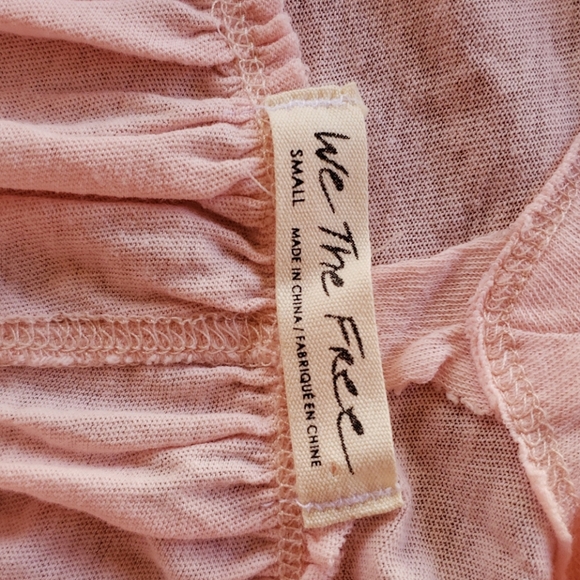 We The Free
SMALL
MADE IN CHINA / FABRIQUÉ EN CHINE